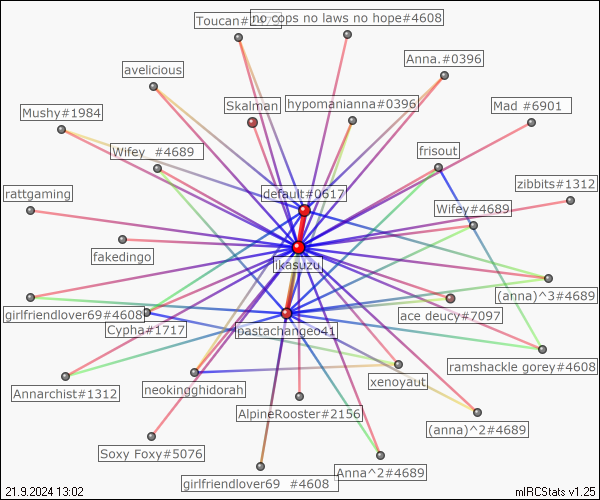 Toucan#2
no cops no laws no hope#4608
Anna.#0396
avelicious
Skalman
hypomanianna#0396
Mad #6901
Mushy#1984
Wifey #4689
frisout
rattgaming
default#0617
zibbits#1312
Wifey#4689
fakedingo
ikasuzu
(anna)^3#4689
girlfriendlover69#4608
Cypha#1717
pastachangeo41
ace deucy#7097
Annarchist#1312
neokingghidorah
xenoyaut
ramshackle gorey#4608
AlpineRooster#2156
(anna)^2#4689
Soxy Foxy#5076
girlfriendlover69 #4608
Anna^2#4689
21.9.2024 13:02
mIRCStats v1.25